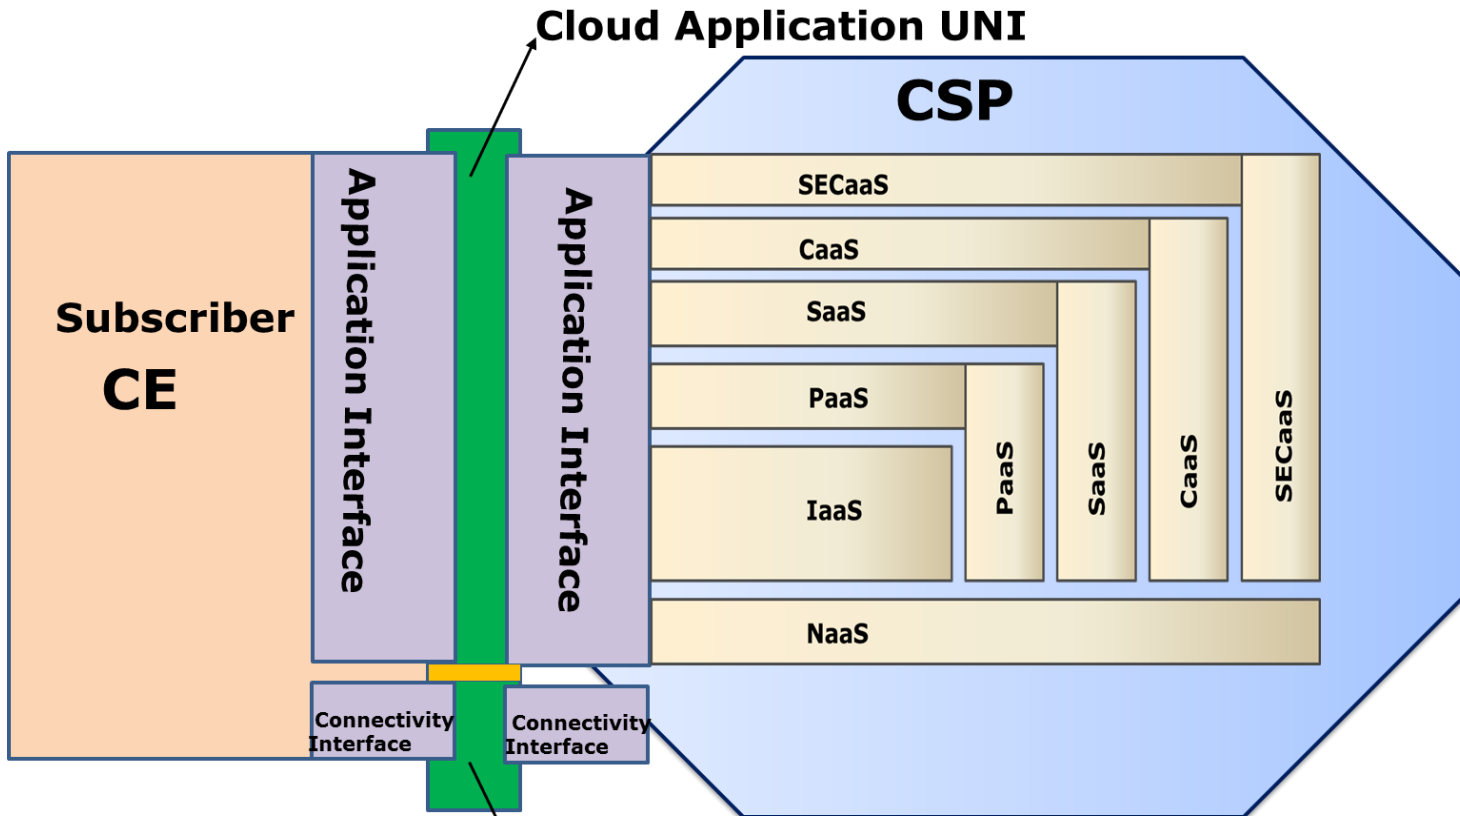 Cloud Application UNI
CSP
Subscriber
CE
Application Interface
Application Interface
SECaaS
CaaS
SaaS
PaaS
IaaS
NaaS
PaaS
SaaS
CaaS
SECaaS
Connectivity
Interface
Connectivity
Interface